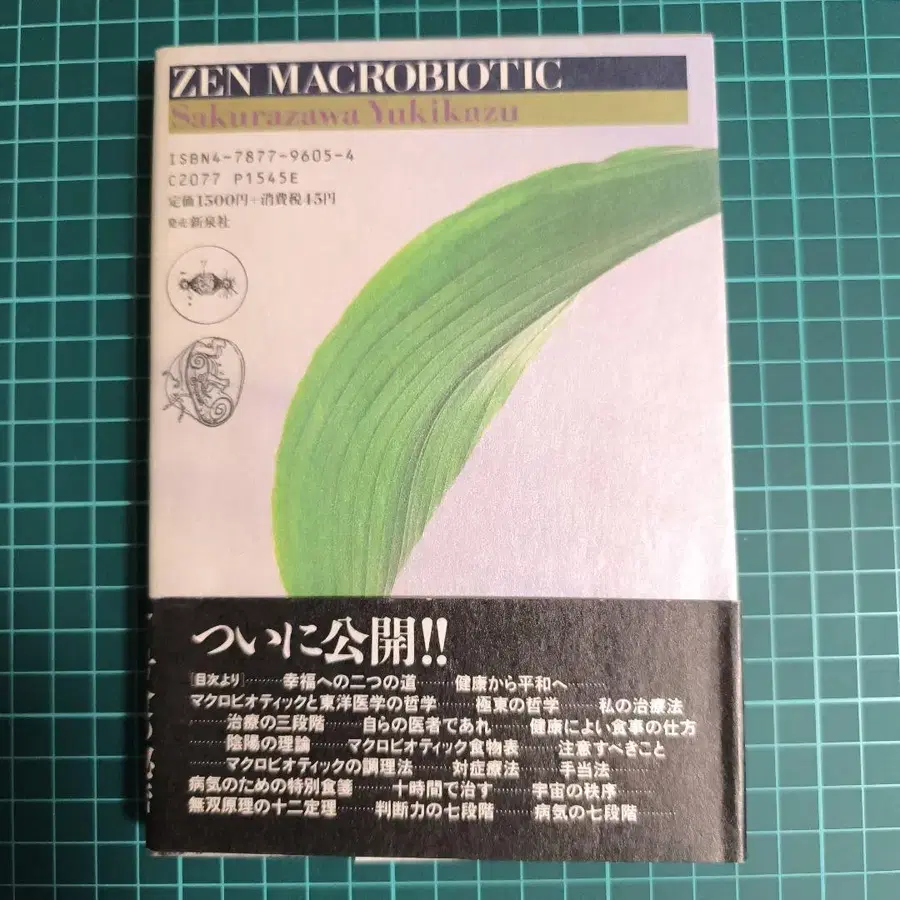 ZEN MACROBIOTIC
Sakurazawa Yukikazu
ISBN4-7877-9605-4
C2077 P1545E
定価1500円+消費税45円
発売 新泉社
ついに公開!!
[目次より]……幸福への二つの道……健康から平和へ……
マクロビオティックと東洋医学の哲学……極東の哲学……私の治療法
……治療の三段階……自らの医者であれ……健康によい食事の仕方
……陰陽の理論……マクロビオティック食物表……注意すべきこと
……マクロビオティックの調理法……対症療法……手当法……
病気のための特別食箋……十時間で治す……宇宙の秩序……
無双原理の十二定理……判断力の七段階……病気の七段階……